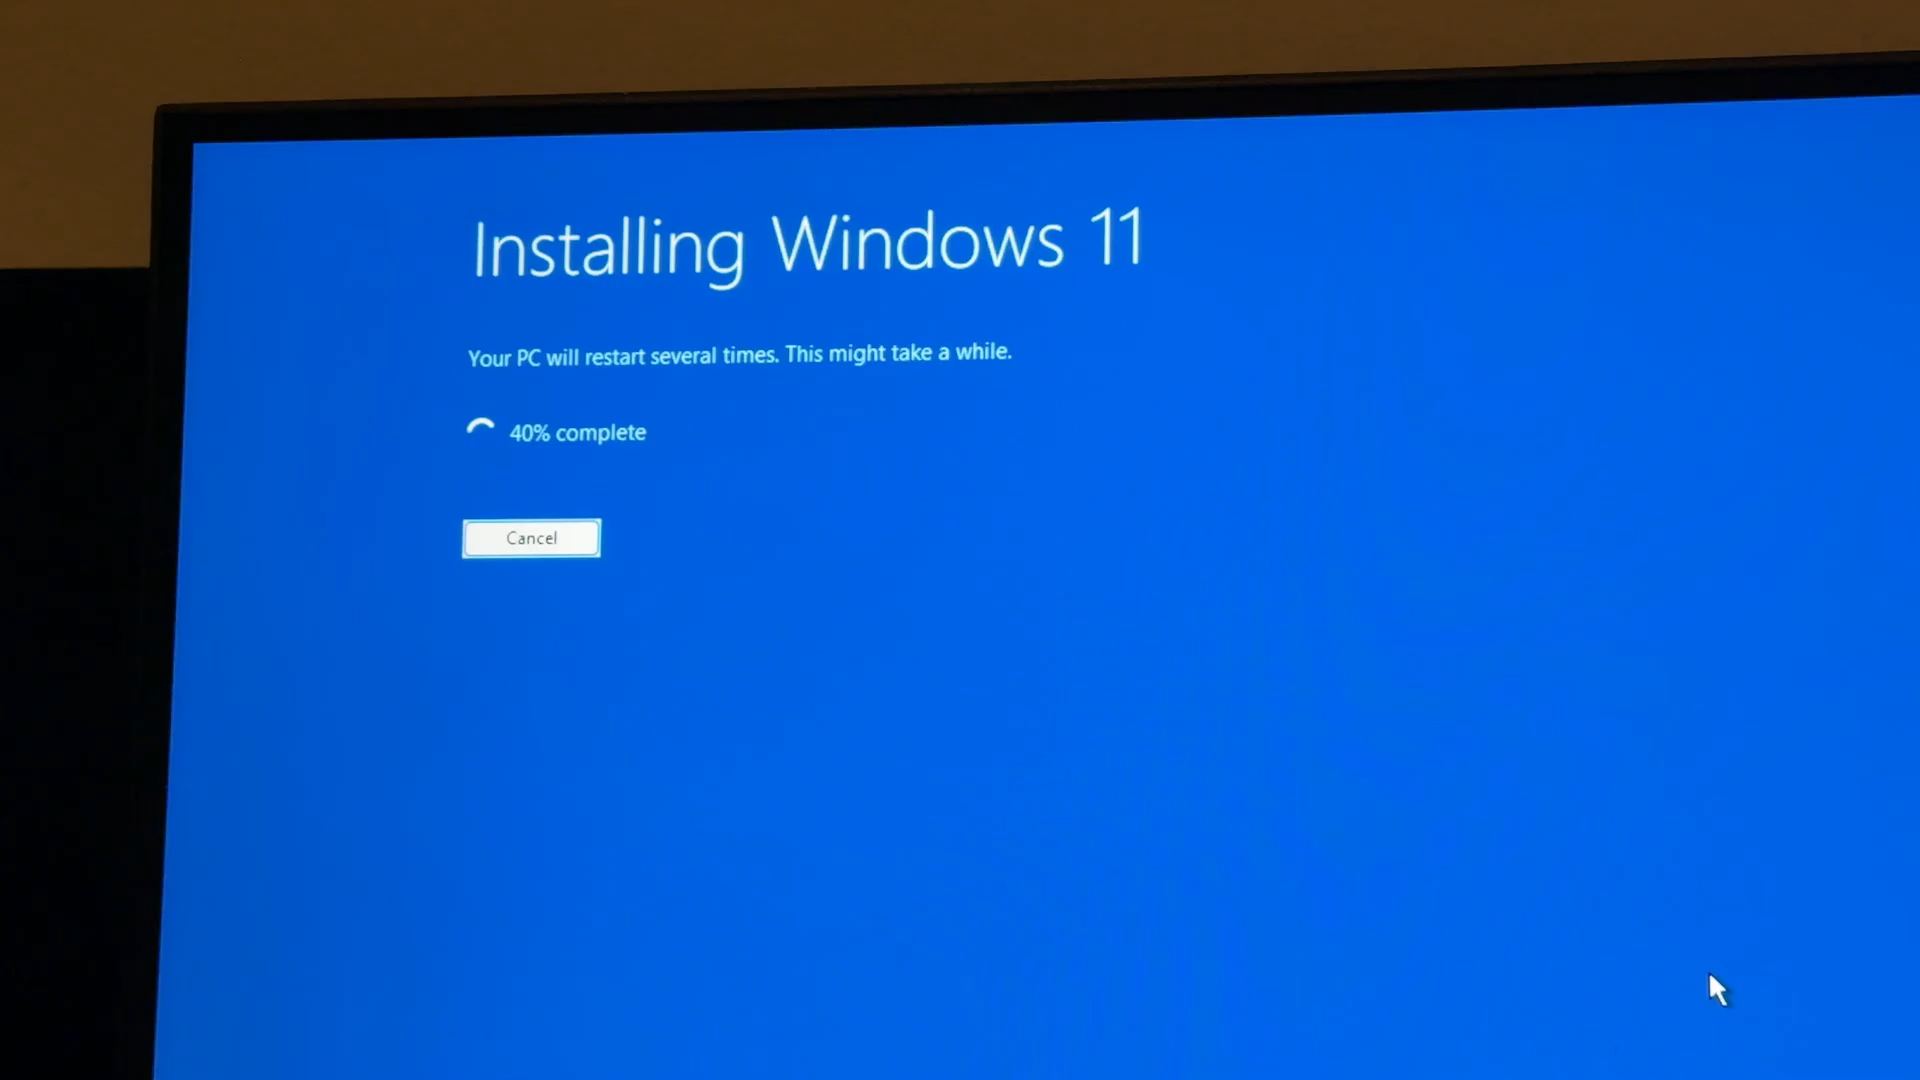 Installing Windows 11
Your PC will restart several times. This might take a while.
40% complete
Cancel